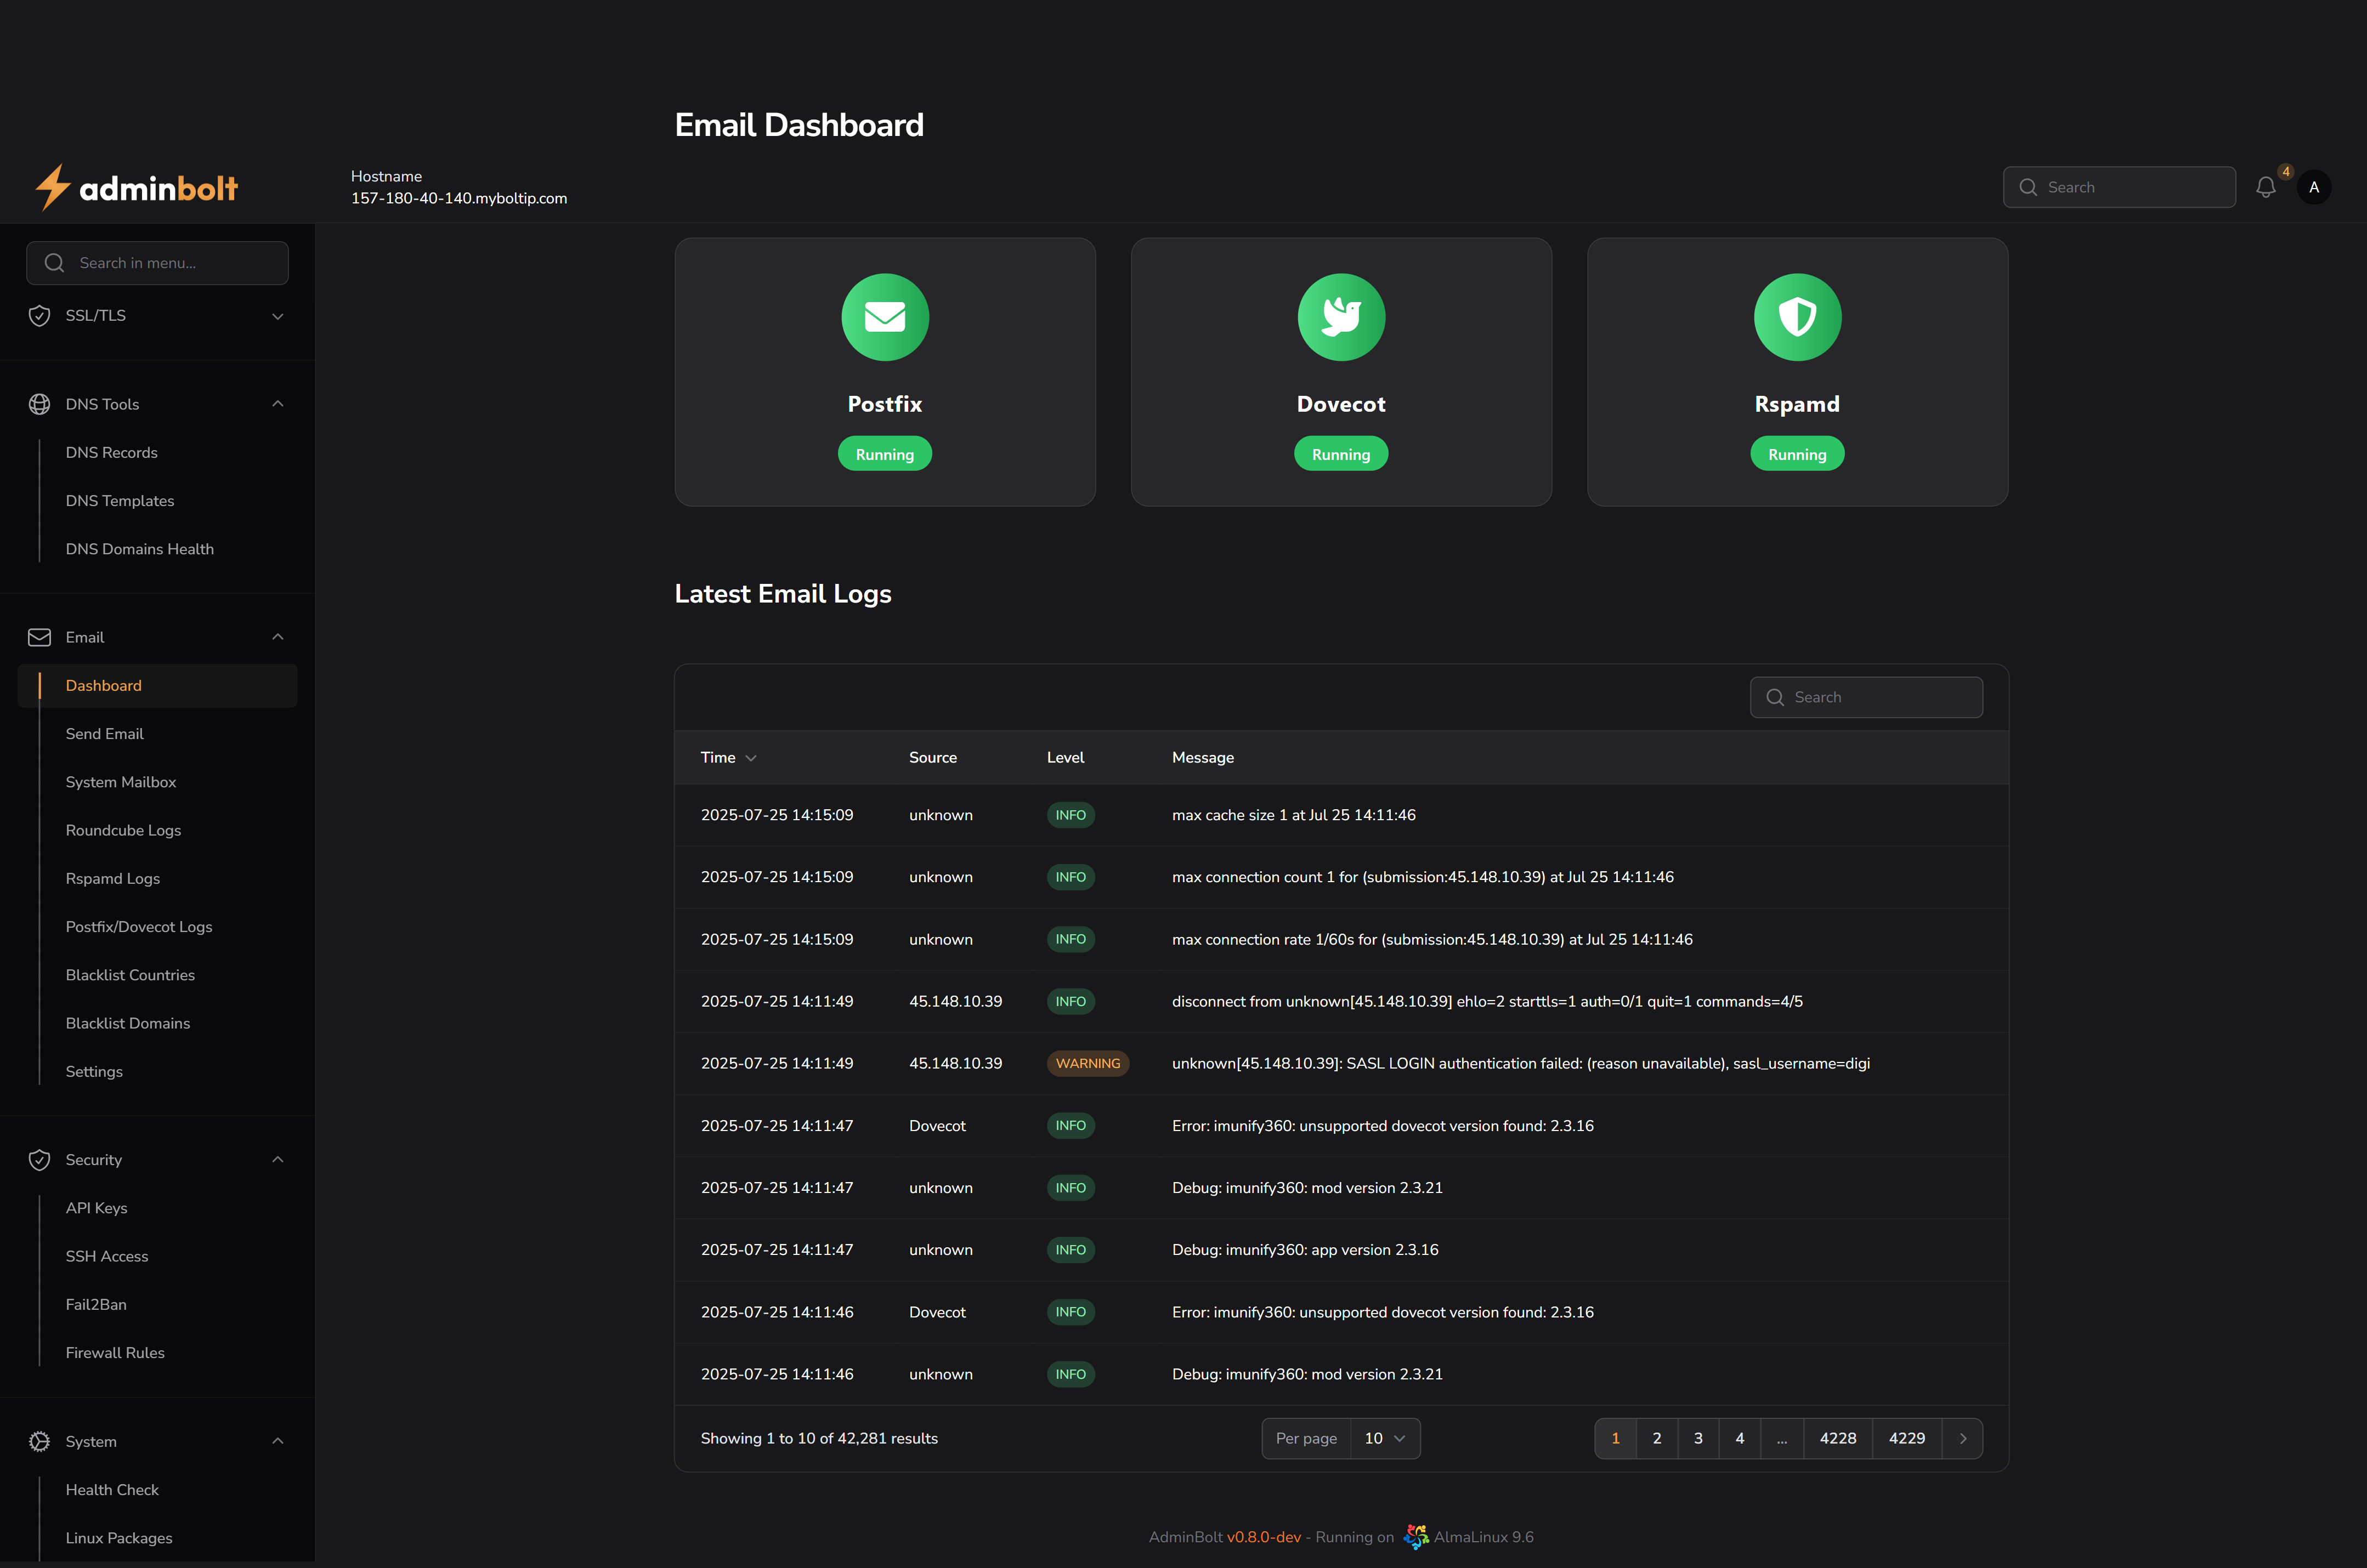 Email Dashboard
adminbolt
Hostname
157-180-40-140.myboltip.com
Search
4
A
Search in menu...
SSL/TLS
DNS Tools
DNS Records
DNS Templates
DNS Domains Health
Email
Dashboard
Send Email
System Mailbox
Roundcube Logs
Rspamd Logs
Postfix/Dovecot Logs
Blacklist Countries
Blacklist Domains
Settings
Security
API Keys
SSH Access
Fail2Ban
Firewall Rules
System
Health Check
Linux Packages
Postfix
Running
Dovecot
Running
Rspamd
Running
Latest Email Logs
Search
Time Source Level Message
2025-07-25 14:15:09 unknown INFO max cache size 1 at Jul 25 14:11:46
2025-07-25 14:15:09 unknown INFO max connection count 1 for (submission:45.148.10.39) at Jul 25 14:11:46
2025-07-25 14:15:09 unknown INFO max connection rate 1/60s for (submission:45.148.10.39) at Jul 25 14:11:46
2025-07-25 14:11:49 45.148.10.39 INFO disconnect from unknown[45.148.10.39] ehlo=2 starttls=1 auth=0/1 quit=1 commands=4/5
2025-07-25 14:11:49 45.148.10.39 WARNING unknown[45.148.10.39]: SASL LOGIN authentication failed: (reason unavailable), sasl_username=digi
2025-07-25 14:11:47 Dovecot INFO Error: imunify360: unsupported dovecot version found: 2.3.16
2025-07-25 14:11:47 unknown INFO Debug: imunify360: mod version 2.3.21
2025-07-25 14:11:47 unknown INFO Debug: imunify360: app version 2.3.16
2025-07-25 14:11:46 Dovecot INFO Error: imunify360: unsupported dovecot version found: 2.3.16
2025-07-25 14:11:46 unknown INFO Debug: imunify360: mod version 2.3.21
Showing 1 to 10 of 42,281 results Per page 10 1 2 3 4 ... 4228 4229
AdminBolt v0.8.0-dev - Running on AlmaLinux 9.6